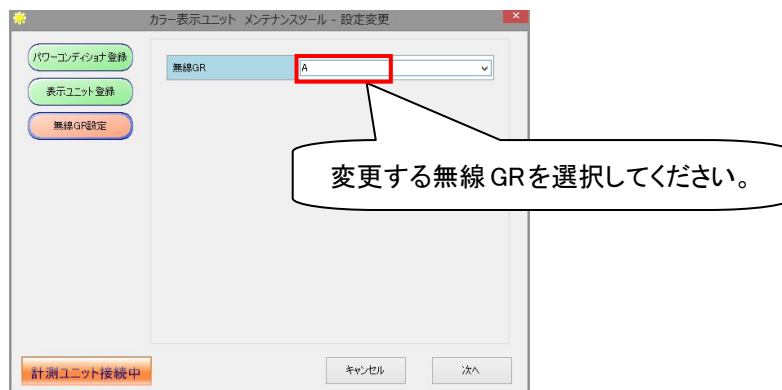 カラー表示ユニット メンテナンスツール - 設定変更
パワーコンディショナ登録
表示ユニット登録
無線GR設定
無線GR
A
変更する無線GRを選択してください。
計測ユニット接続中
キャンセル
次へ